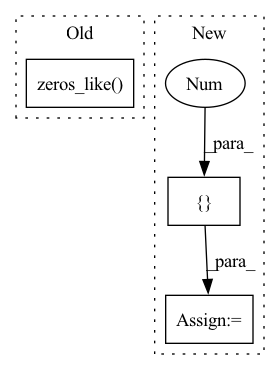 Old
New
zeros_like()
Num
_para_
{}
_para_
Assign:=